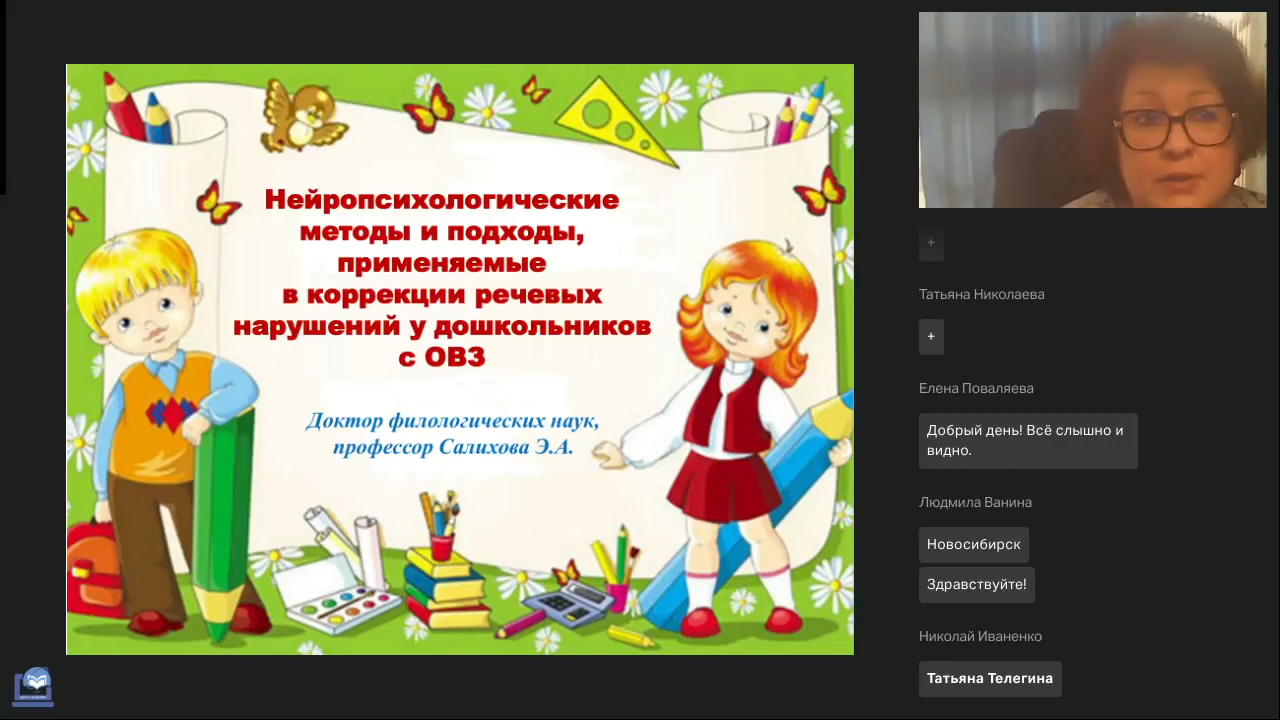 Нейропсихологические
методы и подходы,
применяемые
в коррекции речевых
нарушений у дошкольников
с ОВЗ
Доктор филологических наук,
профессор Салихова Э.А.
+
Татьяна Николаева
+
Елена Поваляева
Добрый день! Всё слышно и
видно.
Людмила Ванина
Новосибирск
Здравствуйте!
Николай Иваненко
Татьяна Телегина